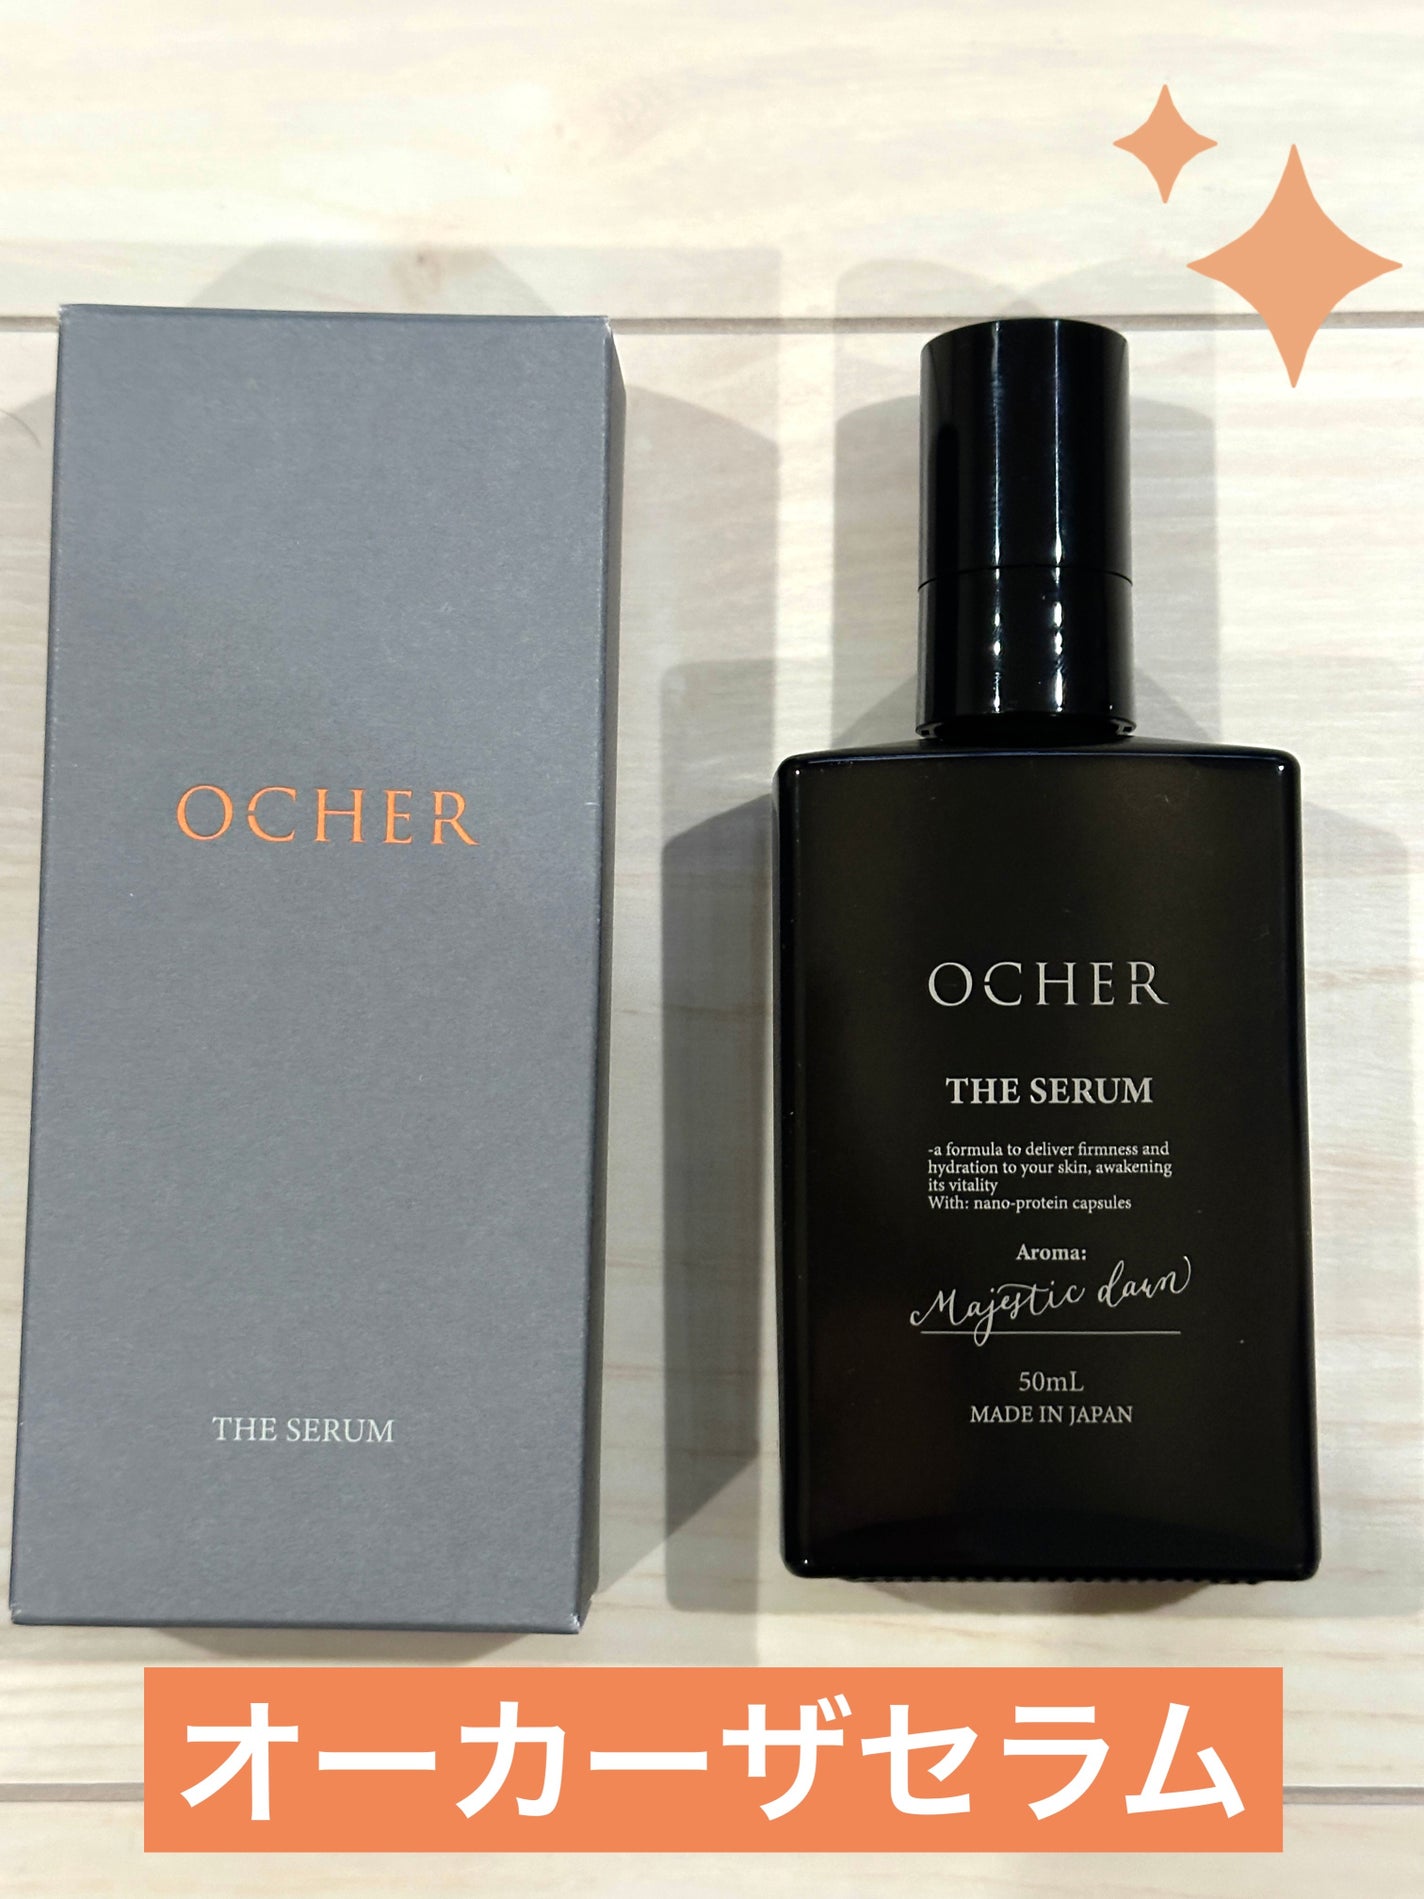 OCHER
THE SERUM
OCHER
THE SERUM
-a formula to deliver firmness and
hydration to your skin, awakening
its vitality
With: nano-protein capsules
Aroma:
Majestic dawn
50mL
MADE IN JAPAN
オーカーザセラム